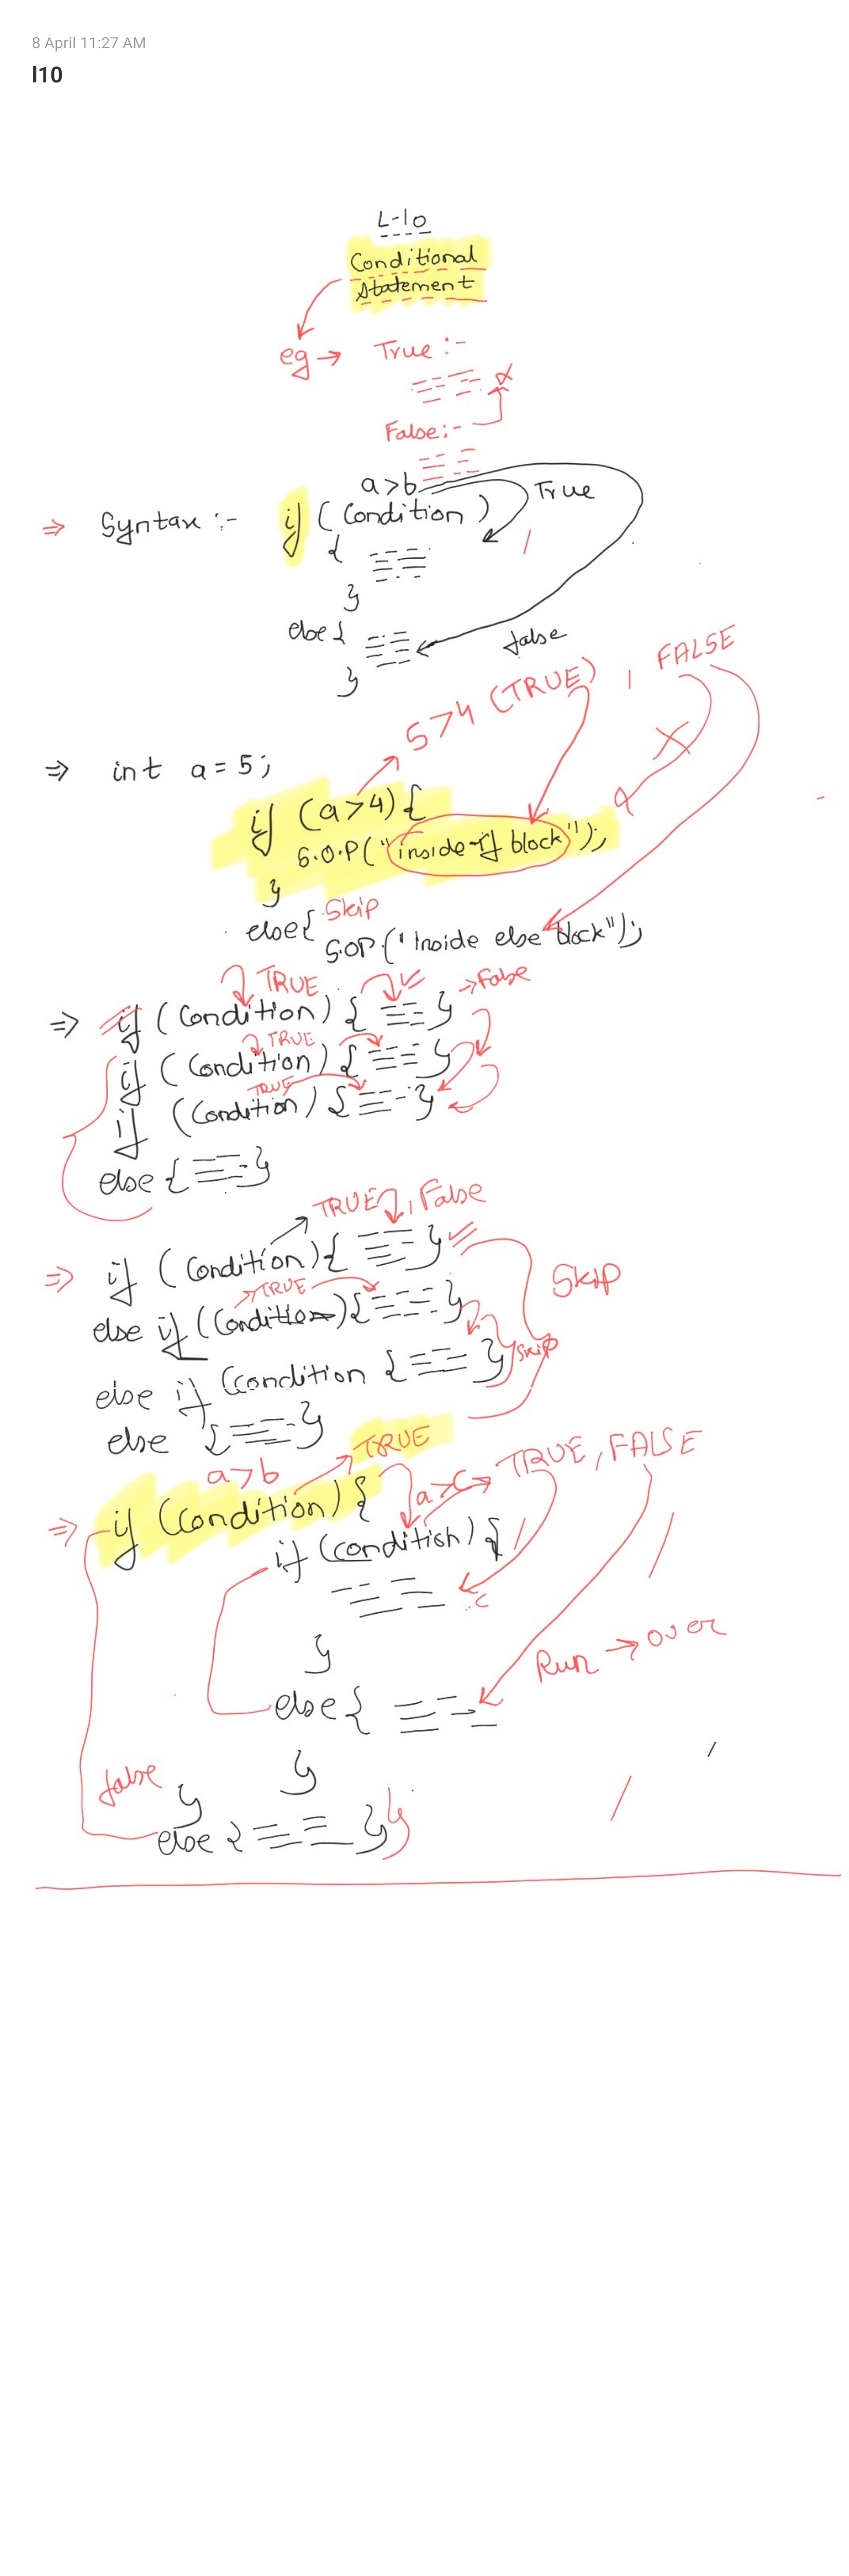 8 April 11:27 AM
l10
L-10
Conditional
Statement
eg → True :-
False:-
a>b
True
⇒ Syntax :- if ( Condition )
{
}
else {
false
}
5>4 (TRUE) , FALSE
⇒ int a = 5;
if (a>4) {
S.O.P("inside if block");
}
Skip
else{
SOP("Inside else block");
TRUE → False
⇒ if ( Condition ) { }
TRUE
if ( Condition ) { }
TRUE
if (Condition) { }
else { }
TRUE , False
⇒ if ( Condition) { }
Skip
TRUE
else if (Condition) { }
Skip
else if (Condition { }
else { }
TRUE
a>b
a>c → TRUE, FALSE
⇒ if (Condition) {
if (condition) {
:c
}
Run → over
else {
}
false
}
else { } }